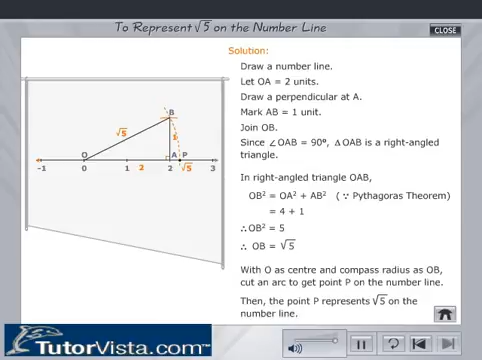 To Represent √5 on the Number Line
CLOSE
Solution:
Draw a number line.
Let OA = 2 units.
Draw a perpendicular at A.
Mark AB = 1 unit.
Join OB.
Since ∠OAB = 90°, Δ OAB is a right-angled
triangle.
In right-angled triangle OAB,
OB² = OA² + AB² ( ∵ Pythagoras Theorem)
= 4 + 1
∴ OB² = 5
∴ OB = √5
With O as centre and compass radius as OB,
cut an arc to get point P on the number line.
Then, the point P represents √5 on the
number line.
B
√5
1
O
A P
-1 0 1 2 2 √5 3
TutorVista.com™